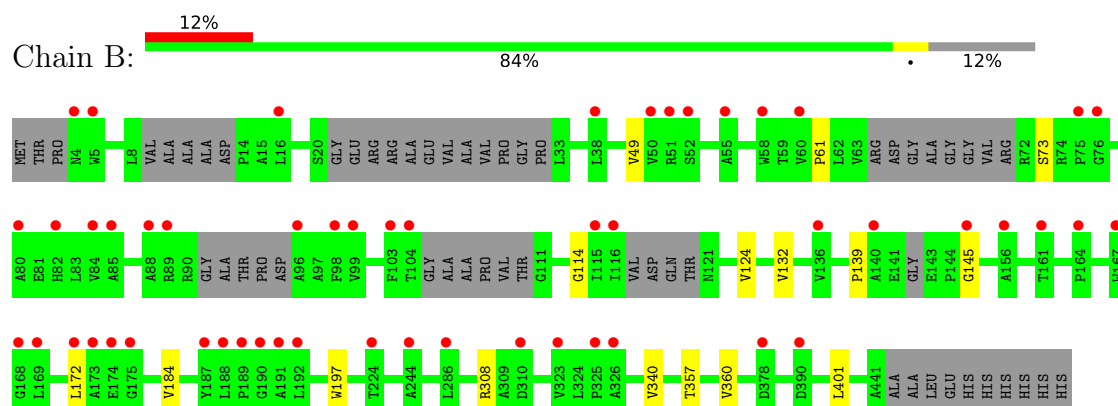 12%
Chain B:
84%
•
12%
MET THR PRO N4 W5 L8 VAL ALA ALA ALA ASP P14 A15 L16 S20 GLY GLU ARG ARG ALA GLU VAL ALA VAL PRO GLY PRO L33 L38 V49 V50 R51 S52 A55 W58 T59 V60 P61 L62 V63 ARG ASP GLY ALA GLY GLY VAL ARG R72 S73 R74 P75 G76
A80 E81 H82 L83 V84 A85 A88 R89 R90 GLY ALA THR PRO ASP A96 A97 F98 V99 F103 T104 GLY ALA ALA PRO VAL THR G111 G114 I115 I116 VAL ASP GLN THR N121 V124 V132 V136 P139 A140 E141 GLY E143 P144 G145 A156 T161 P164 W167
G168 L169 L172 A173 E174 G175 Y187 L188 P189 G190 A191 L192 V184 W197 T224 A244 L286 R308 A309 D310 V323 L324 P325 A326 V340 T357 V360 D378 D390 L401 A441 ALA ALA LEU GLU HIS HIS HIS HIS HIS HIS